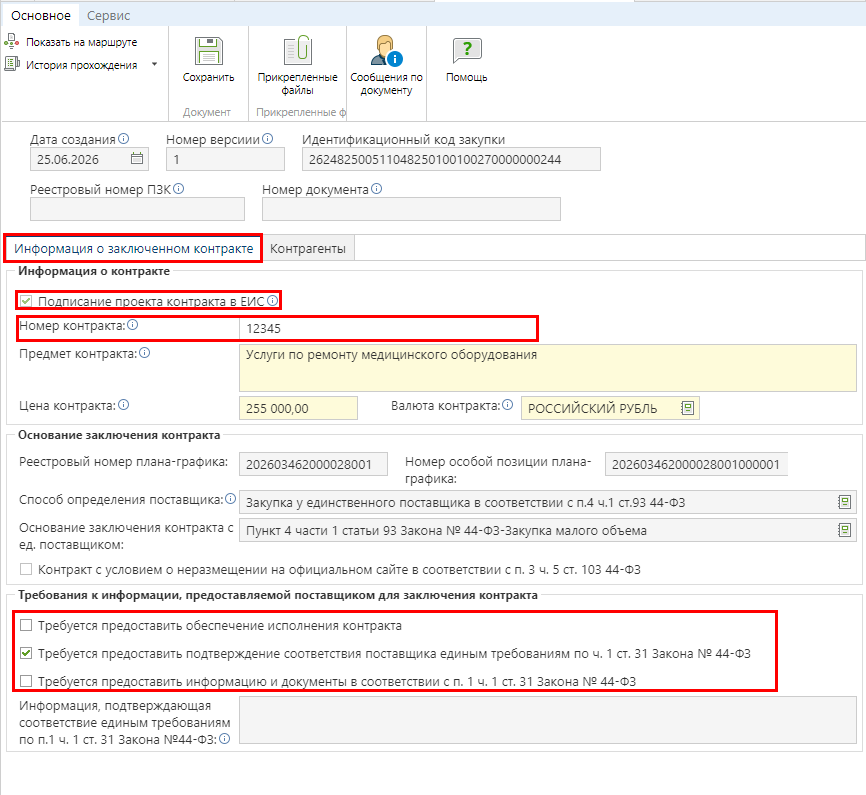 Основное Сервис
Показать на маршруте
История прохождения
Сохранить
Прикрепленные файлы
Сообщения по документу
Помощь
Документ
Прикрепленные ф
Дата создания Номер версиии Идентификационный код закупки
25.06.2026 1 262482500511048250100100270000000244
Реестровый номер ПЗК Номер документа
Информация о заключенном контракте Контрагенты
Информация о контракте
Подписание проекта контракта в ЕИС
Номер контракта: 12345
Предмет контракта: Услуги по ремонту медицинского оборудования
Цена контракта: 255 000,00 Валюта контракта: РОССИЙСКИЙ РУБЛЬ
Основание заключения контракта
Реестровый номер плана-графика: 202603462000028001 Номер особой позиции плана-
графика: 202603462000028001000001
Способ определения поставщика: Закупка у единственного поставщика в соответствии с п.4 ч.1 ст.93 44-ФЗ
Основание заключения контракта с
ед. поставщиком: Пункт 4 части 1 статьи 93 Закона № 44-ФЗ-Закупка малого объема
Контракт с условием о неразмещении на официальном сайте в соответствии с п. 3 ч. 5 ст. 103 44-ФЗ
Требования к информации, предоставляемой поставщиком для заключения контракта
Требуется предоставить обеспечение исполнения контракта
Требуется предоставить подтверждение соответствия поставщика единым требованиям по ч. 1 ст. 31 Закона № 44-ФЗ
Требуется предоставить информацию и документы в соответствии с п. 1 ч. 1 ст. 31 Закона № 44-ФЗ
Информация, подтверждающая
соответствие единым требованиям
по п.1 ч. 1 ст. 31 Закона №44-ФЗ: